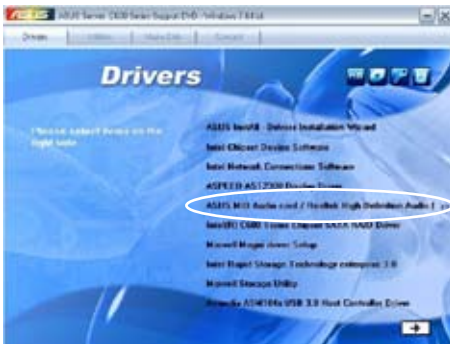 ASUS Server C600 Series Support DVD - Windows 7 64bit
Drivers Utilities Make Disk Contact
Drivers
Please select items on the
right side
ASUS InstAll - Drivers Installation Wizard
Intel Chipset Device Software
Intel Network Connections Software
ASPEED AST2300 Display Driver
ASUS MIO Audio card / Realtek High Definition Audio
Intel(R) C600 Series Chipset SATA RAID Driver
Marvell Magni driver Setup
Intel Rapid Storage Technology enterprise 3.0
Marvell Storage Utility
Asmedia ASM104x USB 3.0 Host Controller Driver